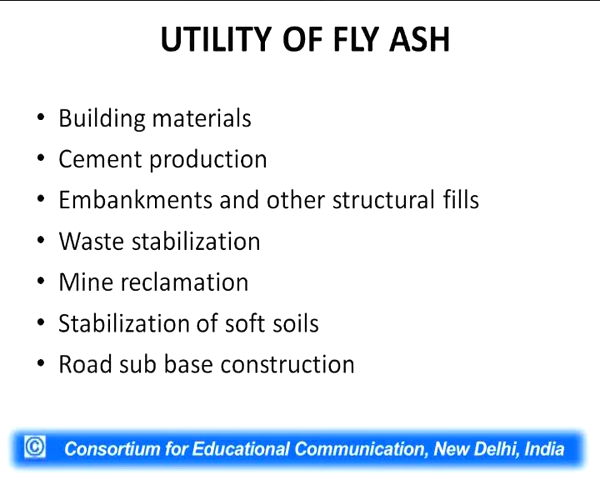 UTILITY OF FLY ASH
• Building materials
• Cement production
• Embankments and other structural fills
• Waste stabilization
• Mine reclamation
• Stabilization of soft soils
• Road sub base construction
© Consortium for Educational Communication, New Delhi, India